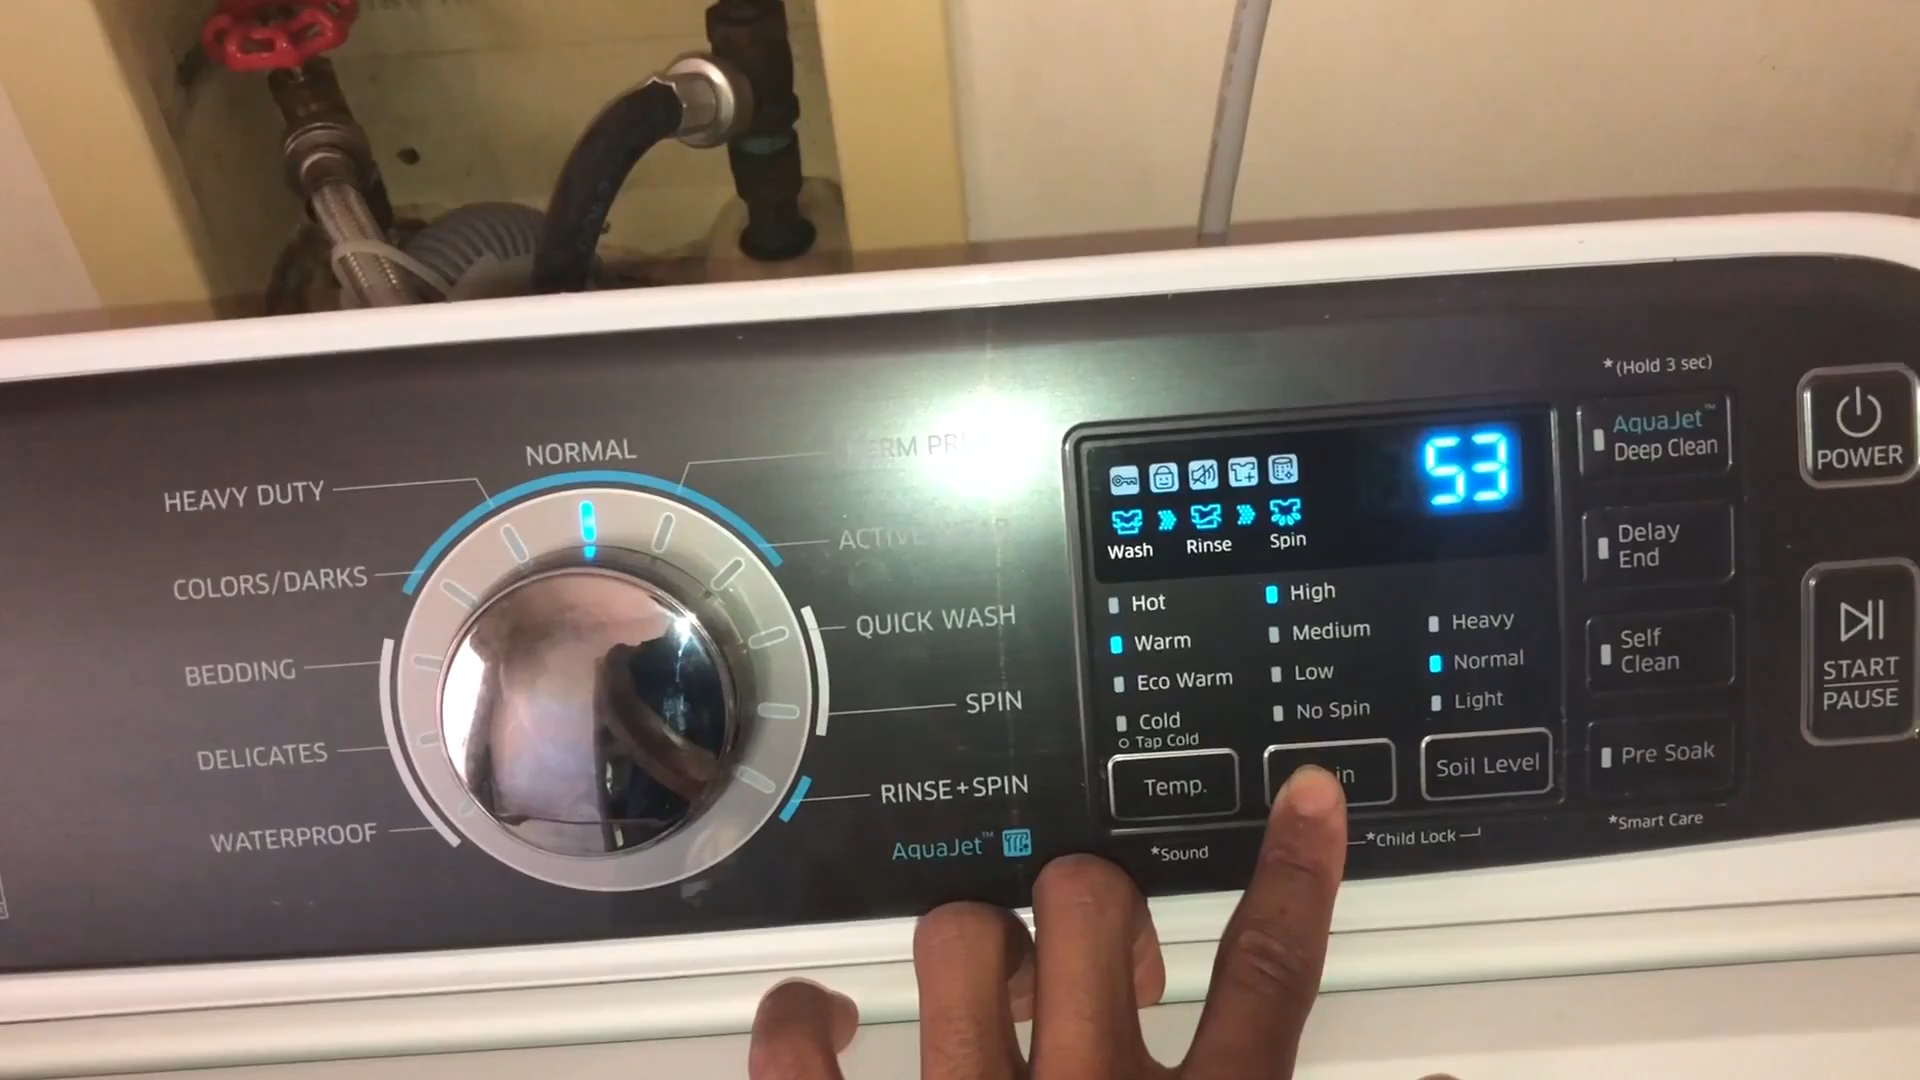 NORMAL
HEAVY DUTY
COLORS/DARKS
BEDDING
DELICATES
WATERPROOF
QUICK WASH
SPIN
RINSE+SPIN
AquaJet™
53
Wash
Rinse
Spin
Hot
Warm
Eco Warm
Cold
Tap Cold
High
Medium
Low
No Spin
Heavy
Normal
Light
Temp.
Soil Level
*Sound
*Child Lock
*(Hold 3 sec)
AquaJet™
Deep Clean
Delay
End
Self
Clean
Pre Soak
*Smart Care
POWER
START
PAUSE